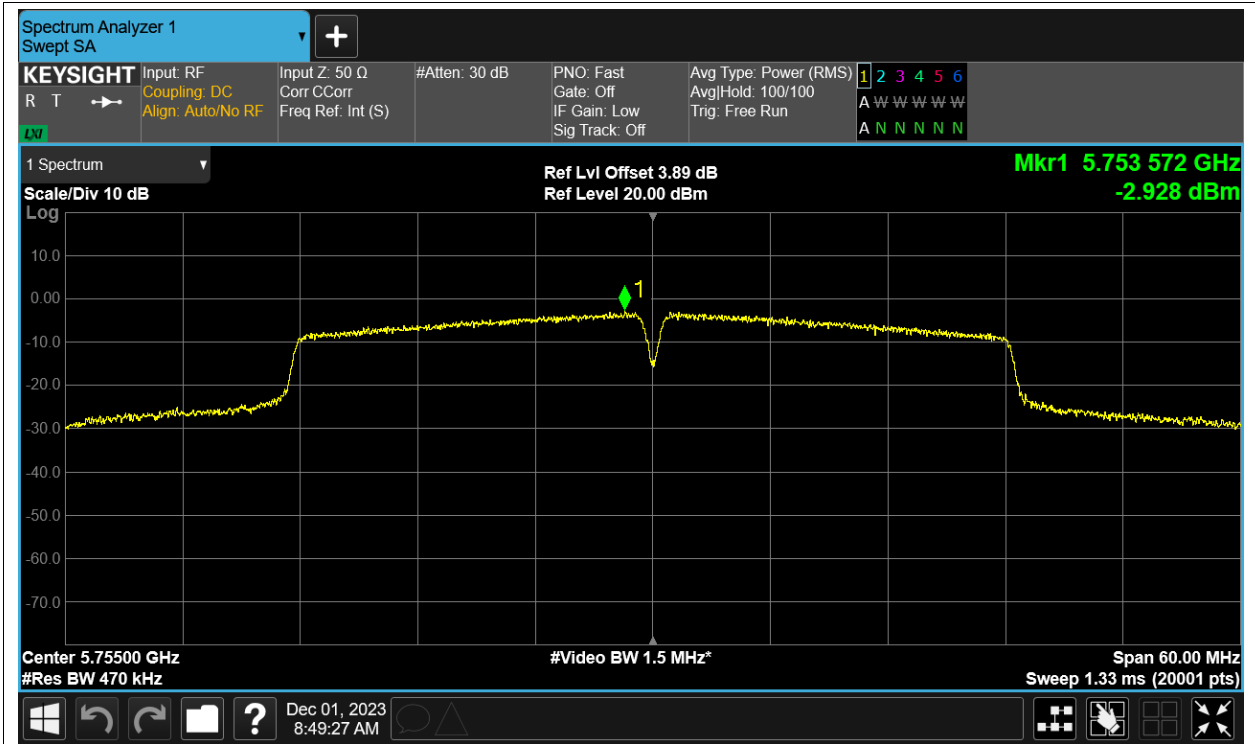 Spectrum Analyzer 1
Swept SA
KEYSIGHT
R T
LXI
Input: RF
Coupling: DC
Align: Auto/No RF
Input Z: 50 Ω
Corr CCorr
Freq Ref: Int (S)
#Atten: 30 dB
PNO: Fast
Gate: Off
IF Gain: Low
Sig Track: Off
Avg Type: Power (RMS)
Avg|Hold: 100/100
Trig: Free Run
1 2 3 4 5 6
A W W W W W
A N N N N N
1 Spectrum
Scale/Div 10 dB
Log
Ref Lvl Offset 3.89 dB
Ref Level 20.00 dBm
Mkr1 5.753 572 GHz
-2.928 dBm
1
10.0
0.00
-10.0
-20.0
-30.0
-40.0
-50.0
-60.0
-70.0
Center 5.75500 GHz
#Res BW 470 kHz
#Video BW 1.5 MHz*
Span 60.00 MHz
Sweep 1.33 ms (20001 pts)
?
Dec 01, 2023
8:49:27 AM